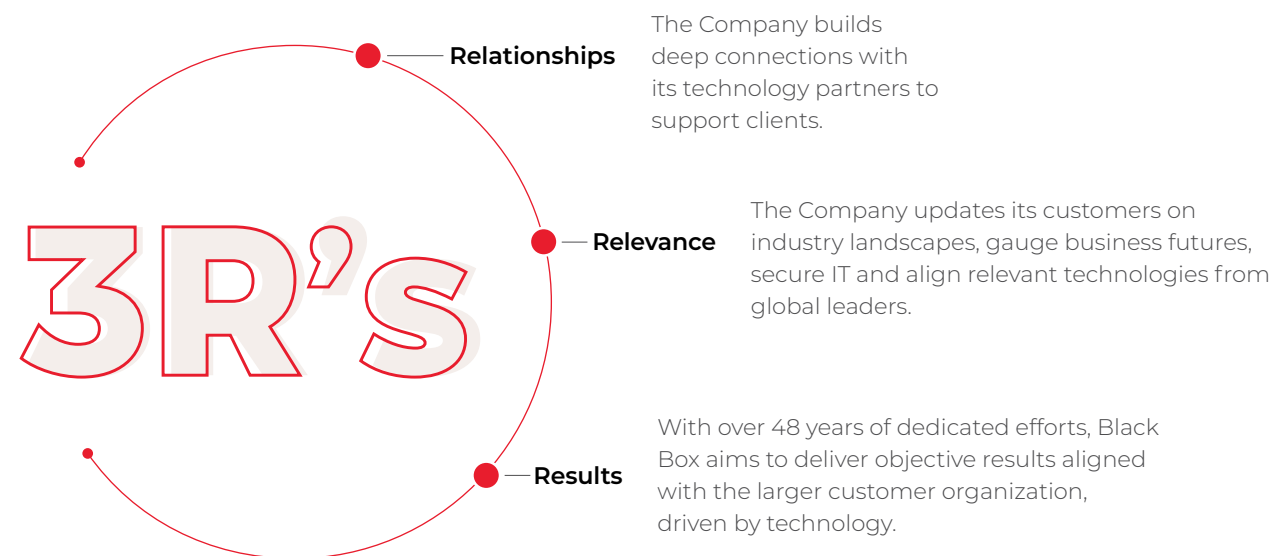 3R’s
Relationships
The Company builds
deep connections with
its technology partners to
support clients.
Relevance
The Company updates its customers on
industry landscapes, gauge business futures,
secure IT and align relevant technologies from
global leaders.
Results
With over 48 years of dedicated efforts, Black
Box aims to deliver objective results aligned
with the larger customer organization,
driven by technology.